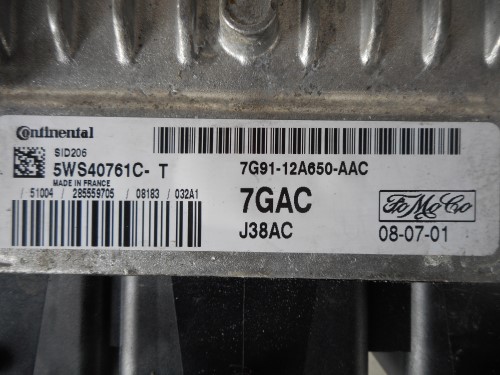 Continental
SID206
5WS40761C- T
MADE IN FRANCE
/ 51004 / 285559705 / 08183 / 032A1
7G91-12A650-AAC
7GAC
J38AC
FoMoCo
08-07-01